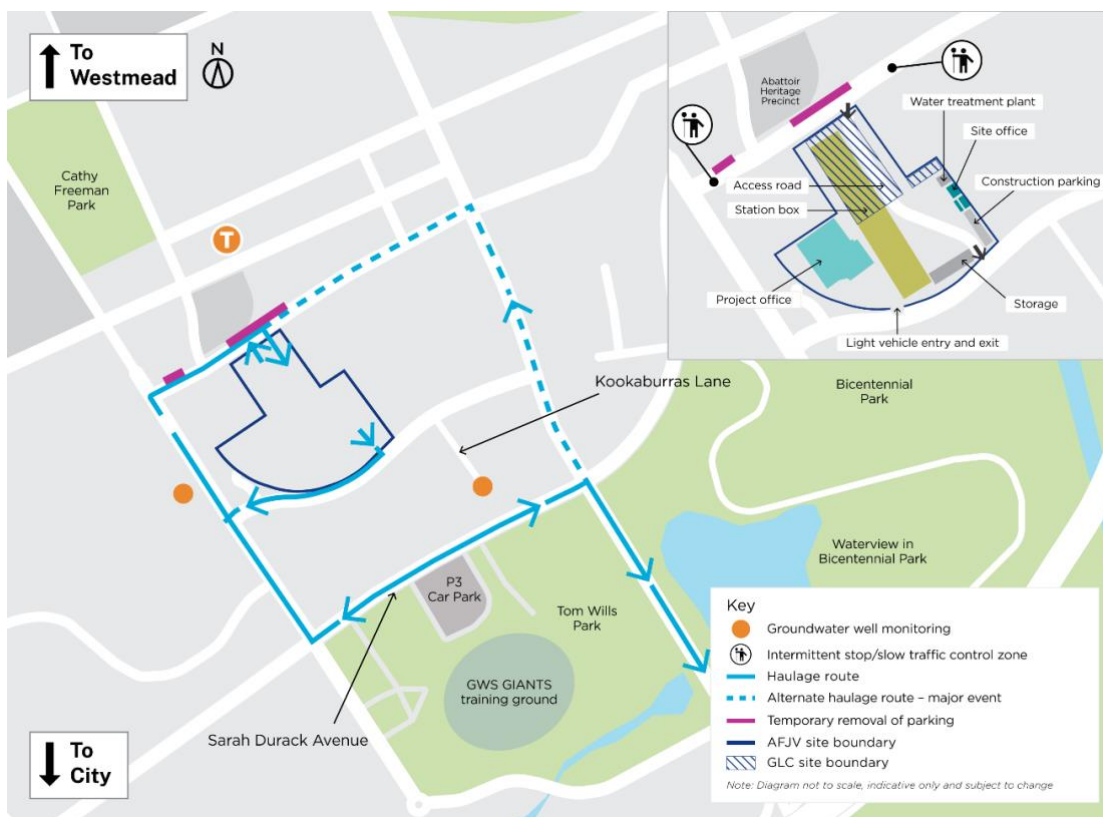 To
Westmead
N
Cathy
Freeman
Park
T
Abattoir
Heritage
Precinct
Water treatment plant
Site office
Construction parking
Access road
Station box
Project office
Storage
Light vehicle entry and exit
Kookaburras Lane
Bicentennial
Park
Waterview in
Bicentennial Park
P3
Car Park
Tom Wills
Park
GWS GIANTS
training ground
Sarah Durack Avenue
To
City
Key
Groundwater well monitoring
Intermittent stop/slow traffic control zone
Haulage route
Alternate haulage route – major event
Temporary removal of parking
AFJV site boundary
GLC site boundary
Note: Diagram not to scale, indicative only and subject to change